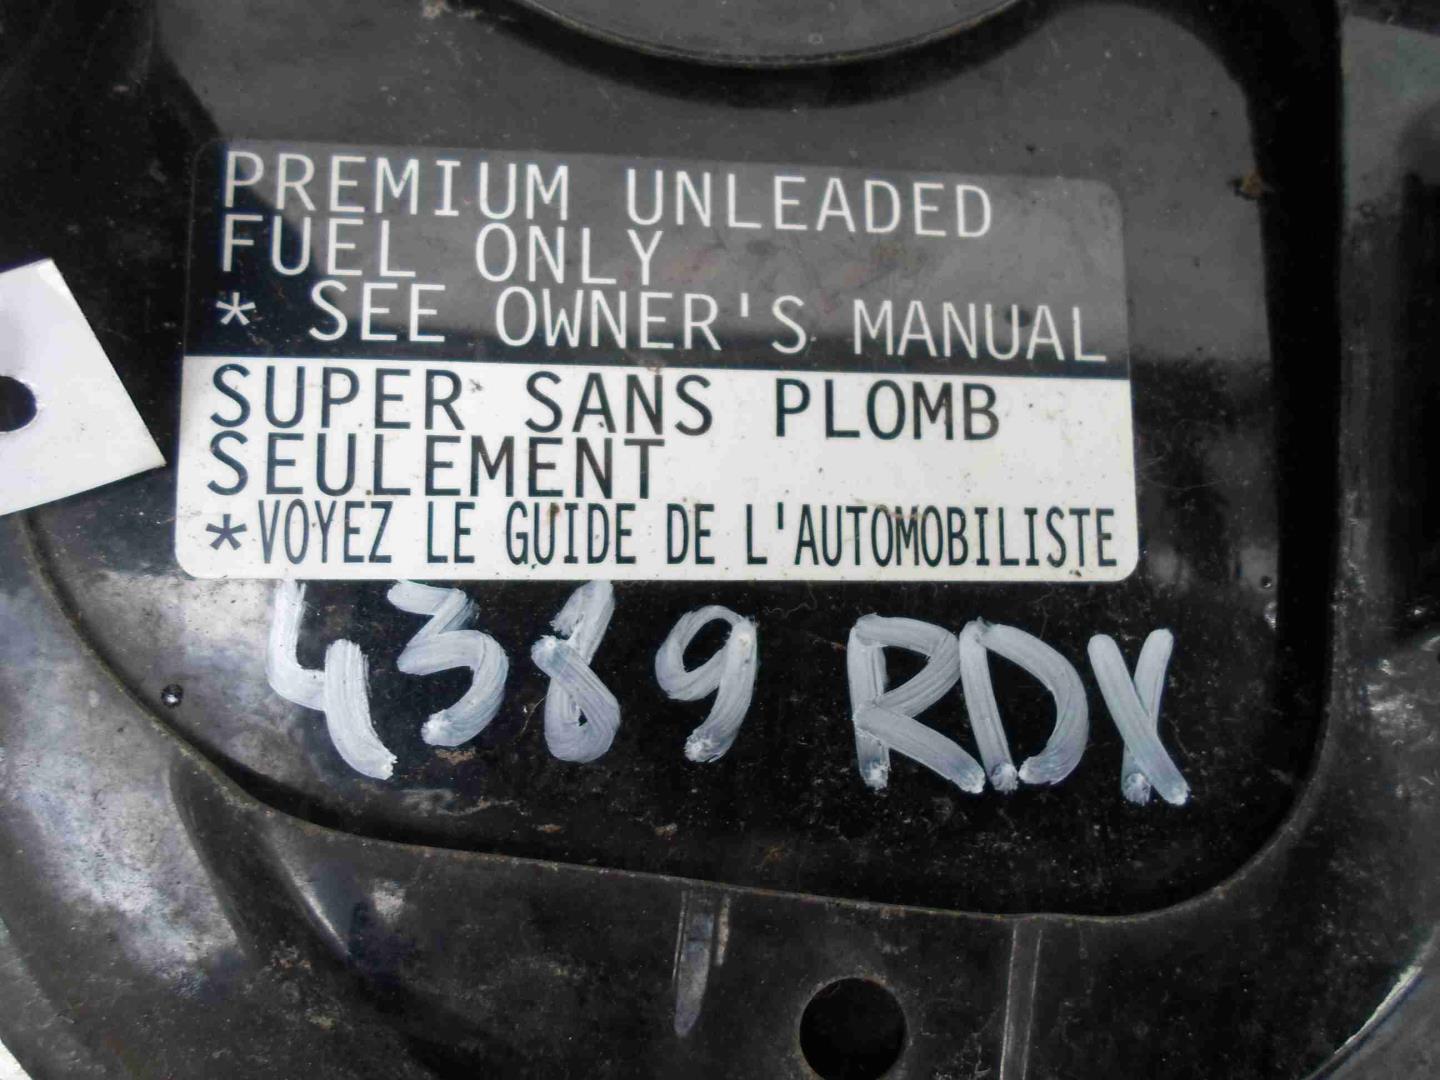 PREMIUM UNLEADED
FUEL ONLY
* SEE OWNER'S MANUAL
SUPER SANS PLOMB
SEULEMENT
*VOYEZ LE GUIDE DE L'AUTOMOBILISTE
4389 RDX